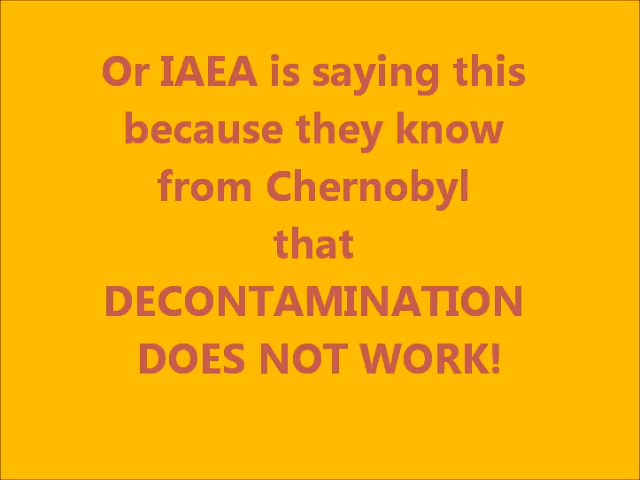 Or IAEA is saying this
because they know
from Chernobyl
that
DECONTAMINATION
DOES NOT WORK!